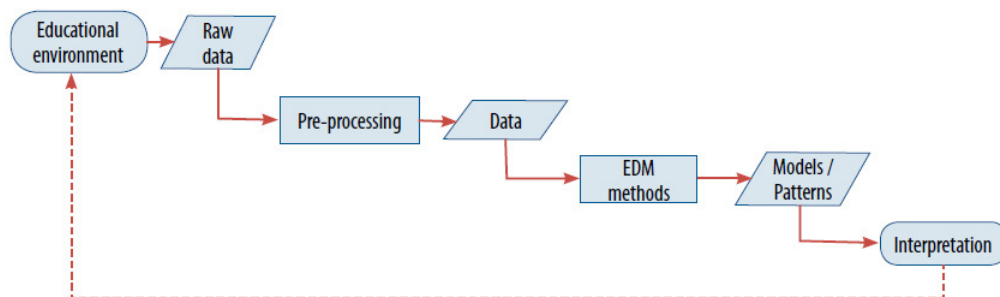 Educational
environment
Raw
data
Pre-processing
Data
EDM
methods
Models /
Patterns
Interpretation